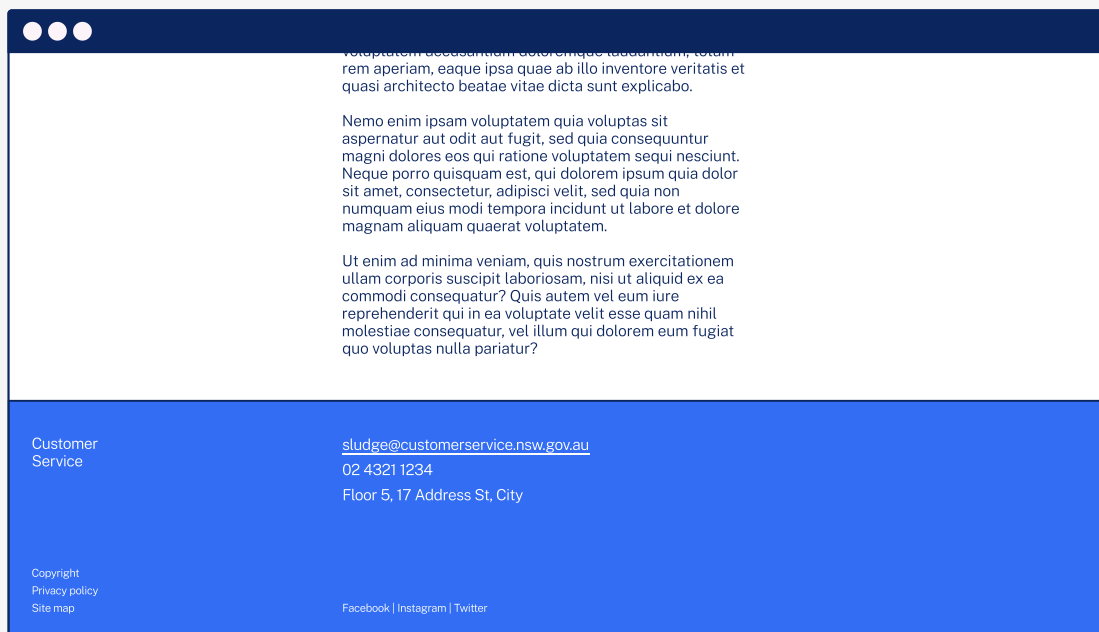 voluptatem accusantium doloremque laudantium, totam
rem aperiam, eaque ipsa quae ab illo inventore veritatis et
quasi architecto beatae vitae dicta sunt explicabo.
Nemo enim ipsam voluptatem quia voluptas sit
aspernatur aut odit aut fugit, sed quia consequuntur
magni dolores eos qui ratione voluptatem sequi nesciunt.
Neque porro quisquam est, qui dolorem ipsum quia dolor
sit amet, consectetur, adipisci velit, sed quia non
numquam eius modi tempora incidunt ut labore et dolore
magnam aliquam quaerat voluptatem.
Ut enim ad minima veniam, quis nostrum exercitationem
ullam corporis suscipit laboriosam, nisi ut aliquid ex ea
commodi consequatur? Quis autem vel eum iure
reprehenderit qui in ea voluptate velit esse quam nihil
molestiae consequatur, vel illum qui dolorem eum fugiat
quo voluptas nulla pariatur?
Customer
Service
sludge@customerservice.nsw.gov.au
02 4321 1234
Floor 5, 17 Address St, City
Copyright
Privacy policy
Site map
Facebook | Instagram | Twitter